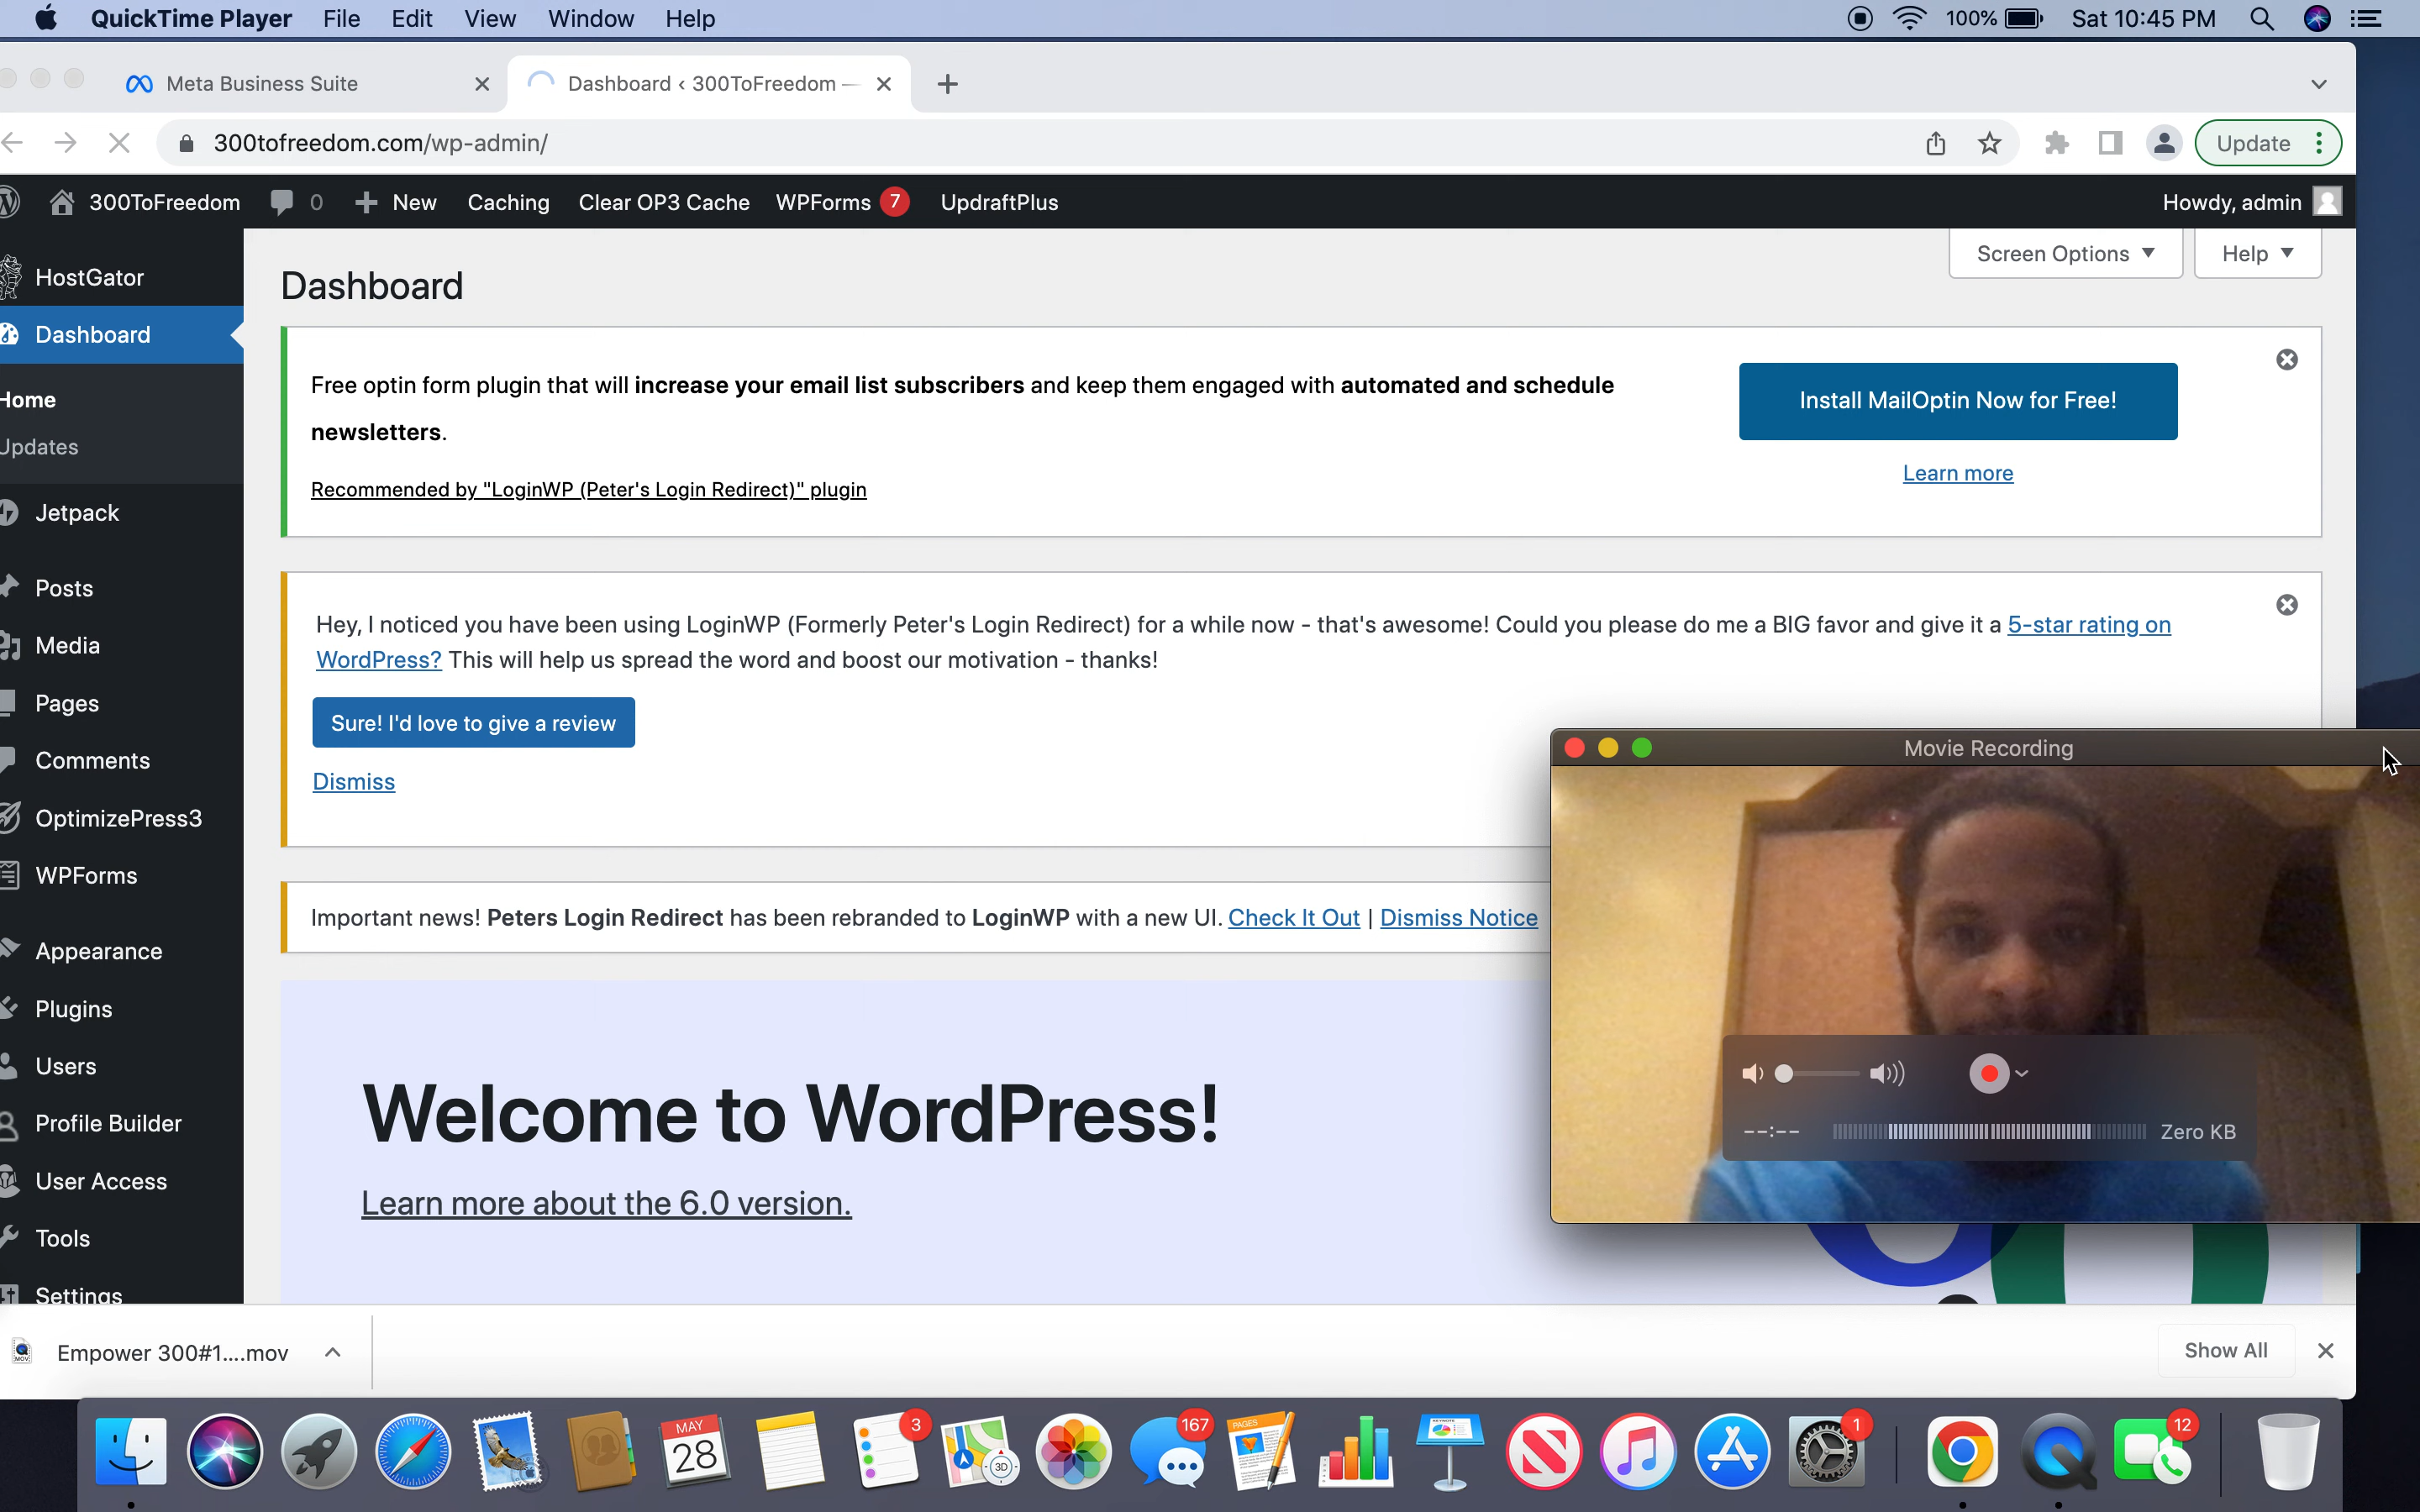 QuickTime Player File Edit View Window Help 100% Sat 10:45 PM
Meta Business Suite Dashboard ‹ 300ToFreedom —
300tofreedom.com/wp-admin/ Update
300ToFreedom 0 New Caching Clear OP3 Cache WPForms 7 UpdraftPlus Howdy, admin
Screen Options Help
HostGator
Dashboard
Home
Updates
Jetpack
Posts
Media
Pages
Comments
OptimizePress3
WPForms
Appearance
Plugins
Users
Profile Builder
User Access
Tools
Settings
Dashboard
Free optin form plugin that will increase your email list subscribers and keep them engaged with automated and schedule
newsletters.
Recommended by "LoginWP (Peter's Login Redirect)" plugin
Install MailOptin Now for Free!
Learn more
Hey, I noticed you have been using LoginWP (Formerly Peter's Login Redirect) for a while now - that's awesome! Could you please do me a BIG favor and give it a 5-star rating on
WordPress? This will help us spread the word and boost our motivation - thanks!
Sure! I'd love to give a review
Dismiss
Important news! Peters Login Redirect has been rebranded to LoginWP with a new UI. Check It Out | Dismiss Notice
Welcome to WordPress!
Learn more about the 6.0 version.
Movie Recording
--:-- Zero KB
MOV
Empower 300#1....mov Show All
MAY
28
3
3D
167
PAGES
KEYNOTE
1
12